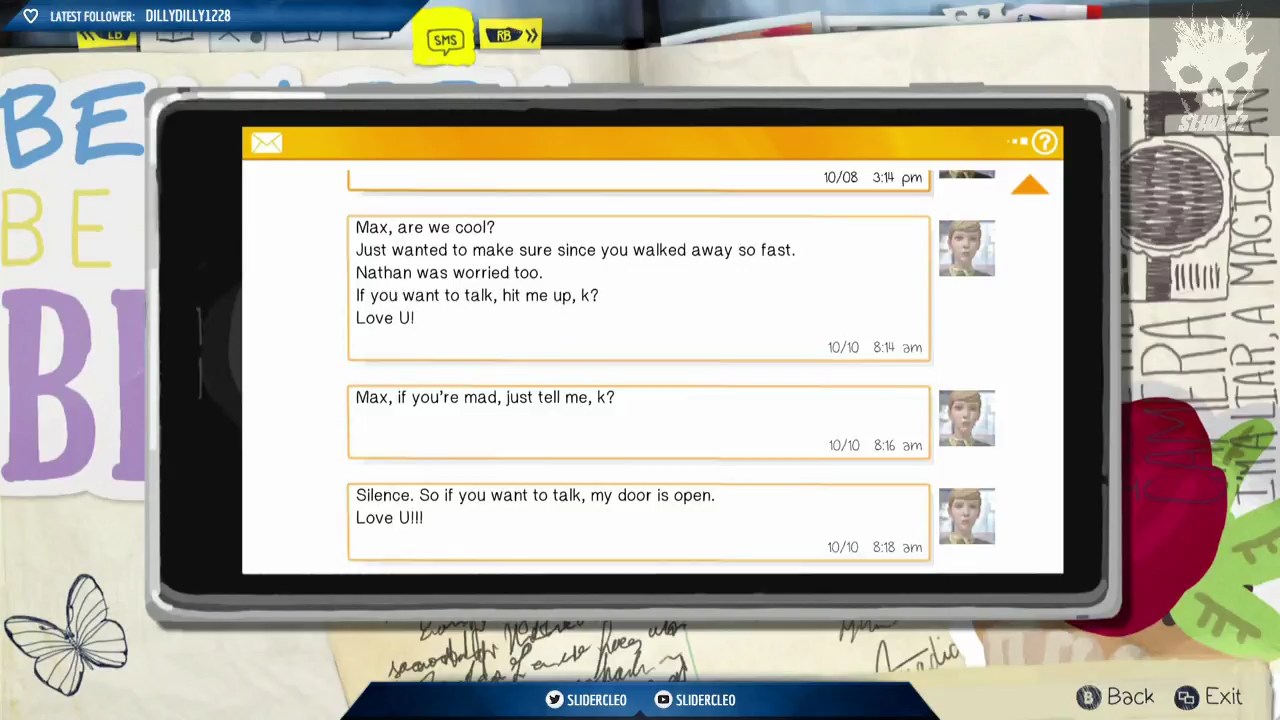 LATEST FOLLOWER: DILLYDILLY1228
LB
SMS
RB
SLIDERZ
10/08 3:14 pm
Max, are we cool?
Just wanted to make sure since you walked away so fast.
Nathan was worried too.
If you want to talk, hit me up, k?
Love U!
10/10 8:14 am
Max, if you're mad, just tell me, k?
10/10 8:16 am
Silence. So if you want to talk, my door is open.
Love U!!!
10/10 8:18 am
BE
BE
SLIDERCLEO
SLIDERCLEO
Back
Exit